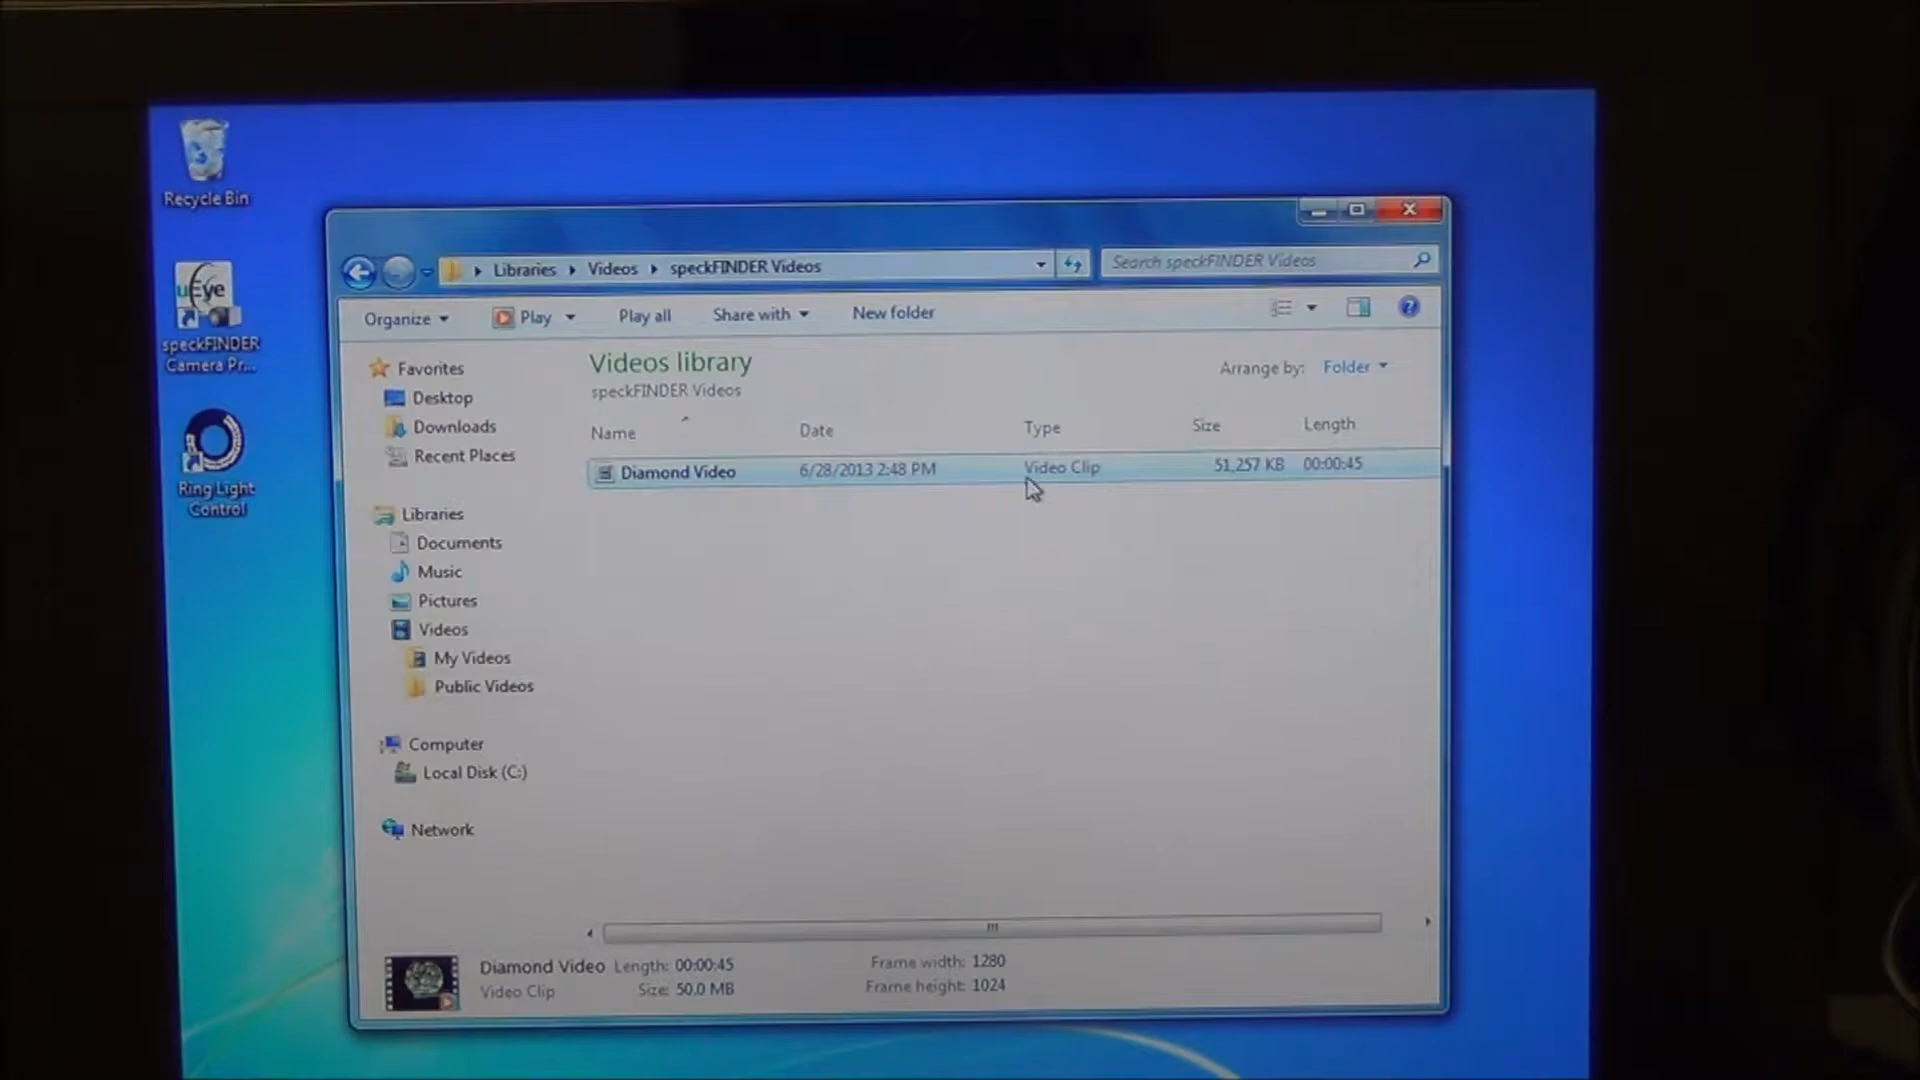 Recycle Bin
uEye
speckFINDER
Camera Pr...
Ring Light
Control
Libraries
Videos
speckFINDER Videos
Search speckFINDER Videos
Organize
Play
Play all
Share with
New folder
Favorites
Desktop
Downloads
Recent Places
Libraries
Documents
Music
Pictures
Videos
My Videos
Public Videos
Computer
Local Disk (C:)
Network
Videos library
speckFINDER Videos
Arrange by: Folder
Name Date Type Size Length
Diamond Video 6/28/2013 2:48 PM Video Clip 51,257 KB 00:00:45
Diamond Video Length: 00:00:45 Frame width: 1280
Video Clip Size: 50.0 MB Frame height: 1024